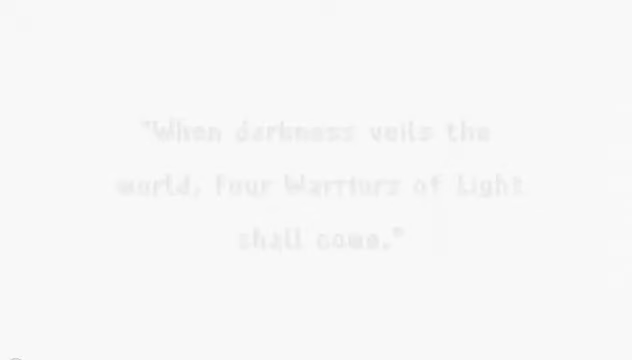 "When darkness veils the
world, four Warriors of Light
shall come."